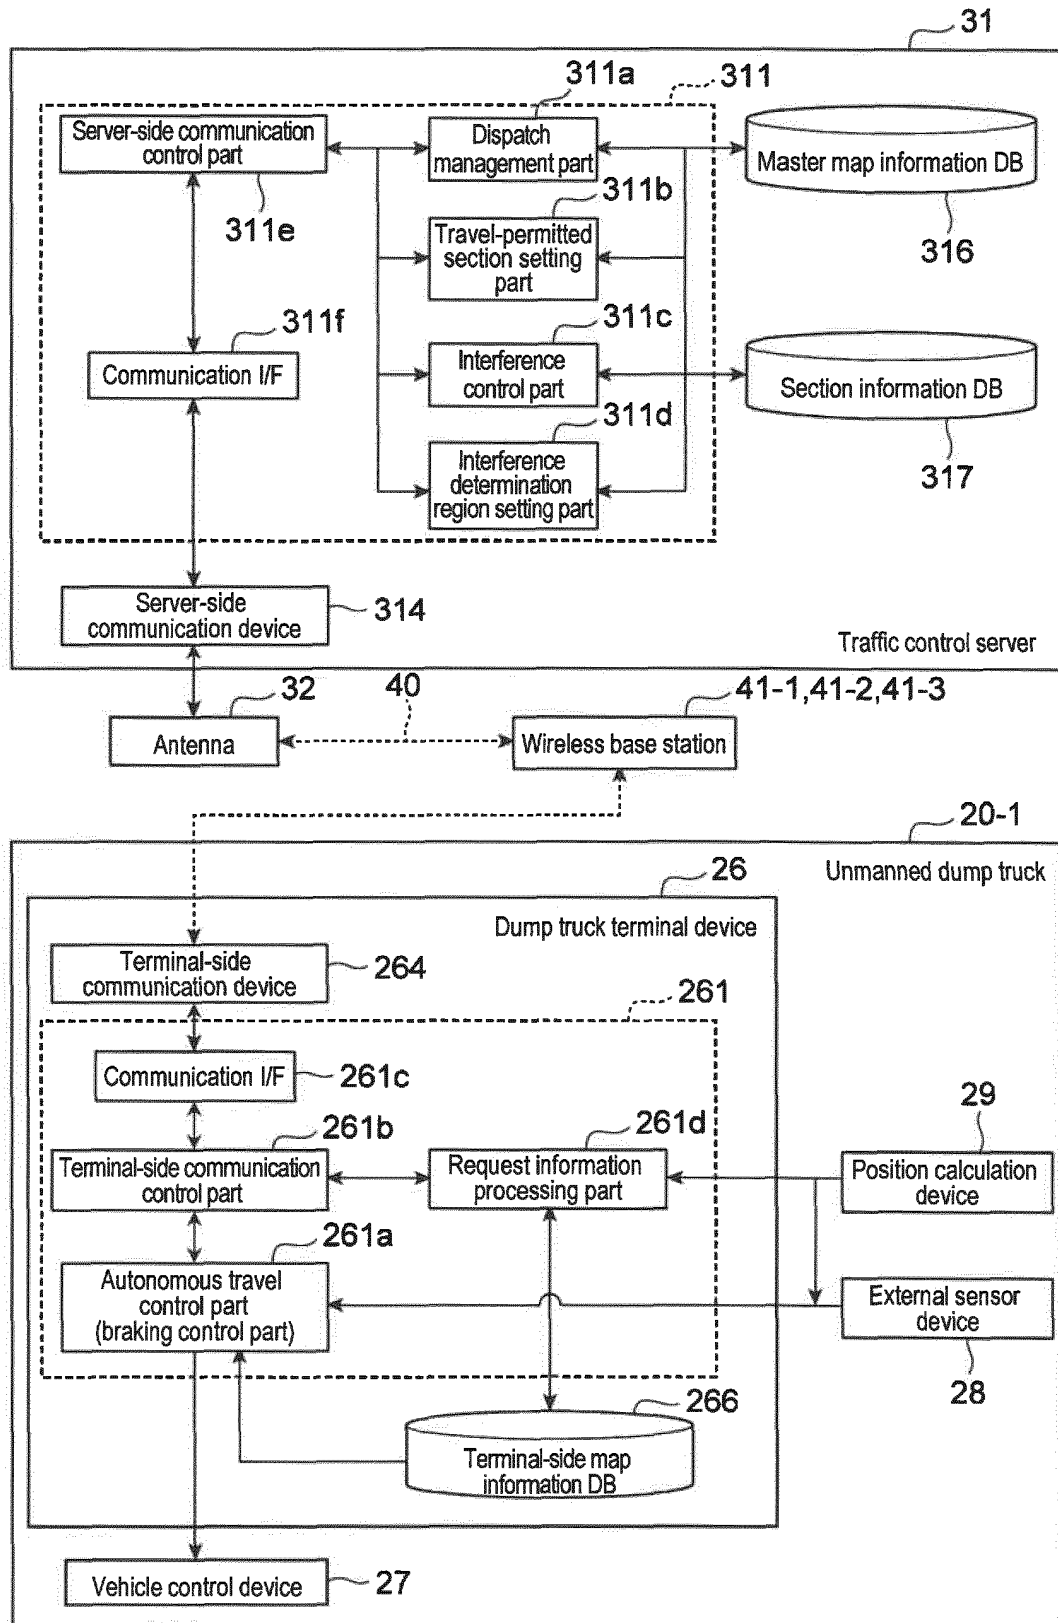 31
311a
311
Server-side communication
control part
Dispatch
management part
Master map information DB
311e
311b
316
Travel-permitted
section setting
part
311f
311c
Communication I/F
Interference
control part
Section information DB
311d
317
Interference
determination
region setting part
Server-side
communication device
314
Traffic control server
32
40
41-1,41-2,41-3
Antenna
Wireless base station
20-1
Unmanned dump truck
26
Dump truck terminal device
Terminal-side
communication device
264
261
Communication I/F
261c
261b
261d
29
Terminal-side communication
control part
Request information
processing part
Position calculation
device
261a
Autonomous travel
control part
(braking control part)
External sensor
device
28
266
Terminal-side map
information DB
Vehicle control device
27